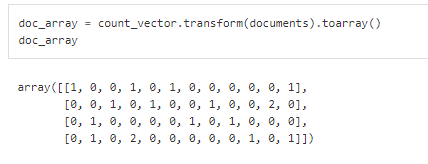 doc_array = count_vector.transform(documents).toarray()
doc_array
array([[1, 0, 0, 1, 0, 1, 0, 0, 0, 0, 0, 1],
[0, 0, 1, 0, 1, 0, 0, 1, 0, 0, 2, 0],
[0, 1, 0, 0, 0, 0, 1, 0, 1, 0, 0, 0],
[0, 1, 0, 2, 0, 0, 0, 0, 0, 1, 0, 1]])